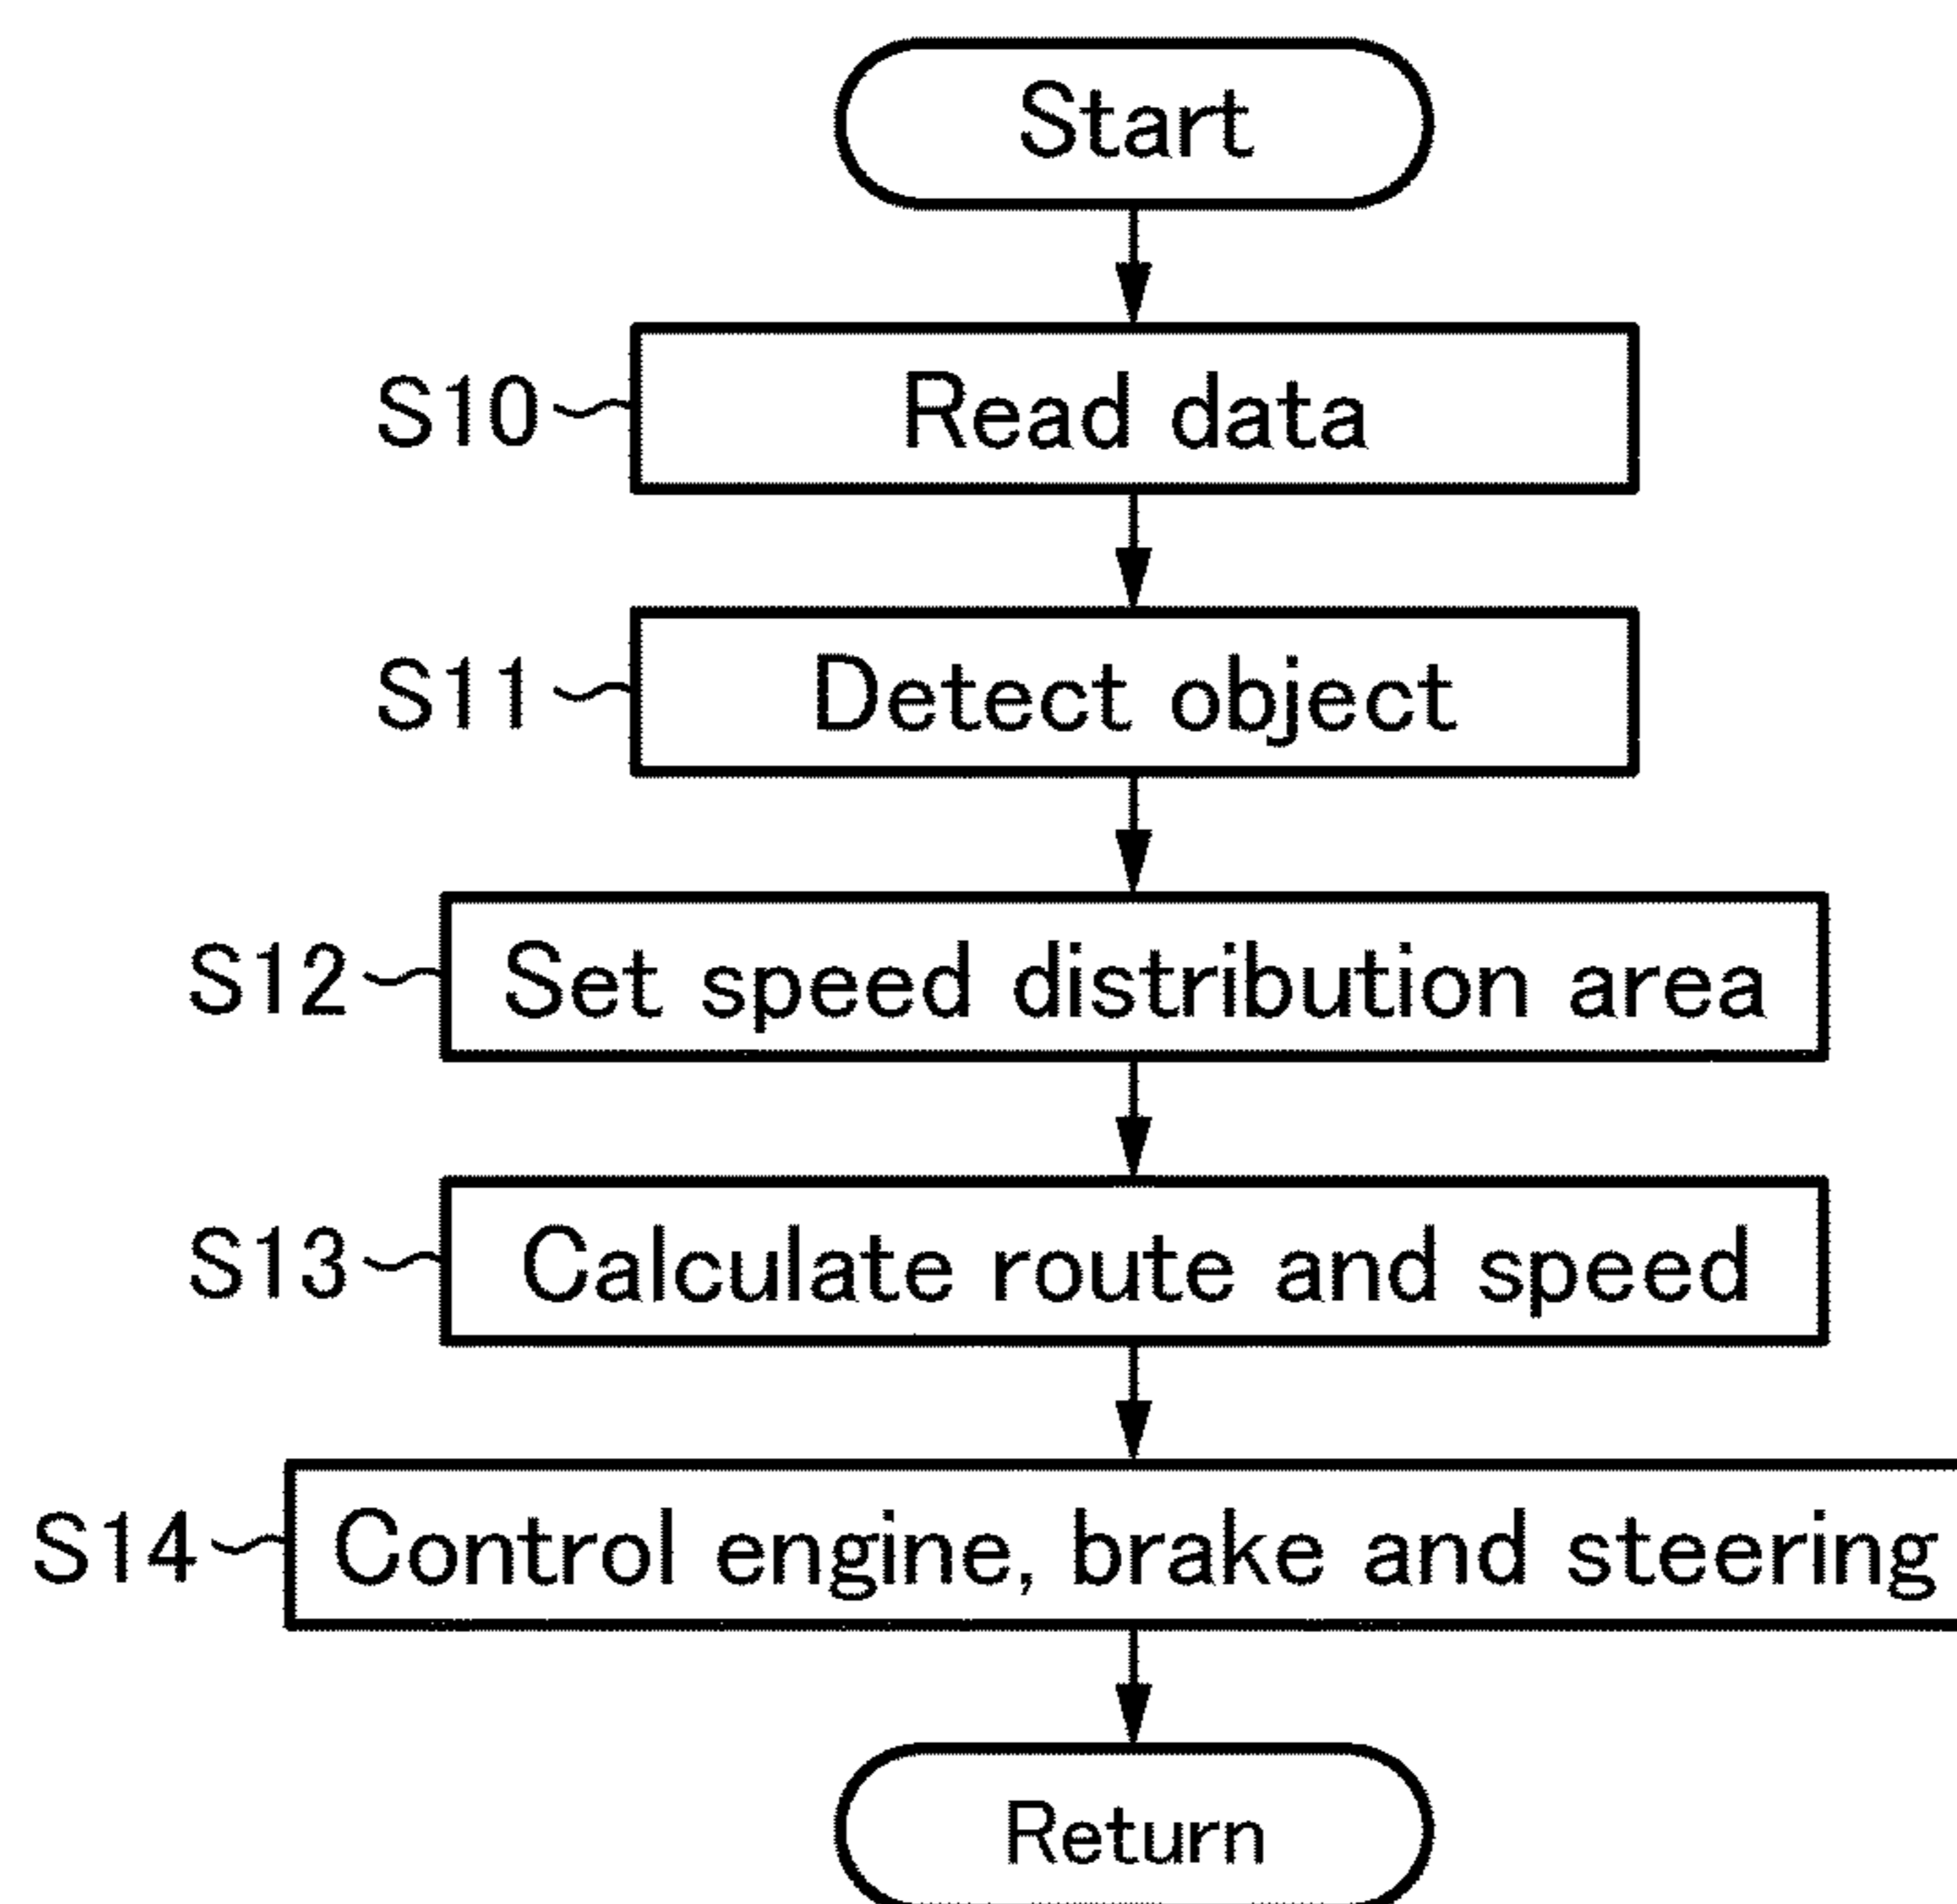 Start
S10 Read data
S11 Detect object
S12 Set speed distribution area
S13 Calculate route and speed
S14 Control engine, brake and steering
Return